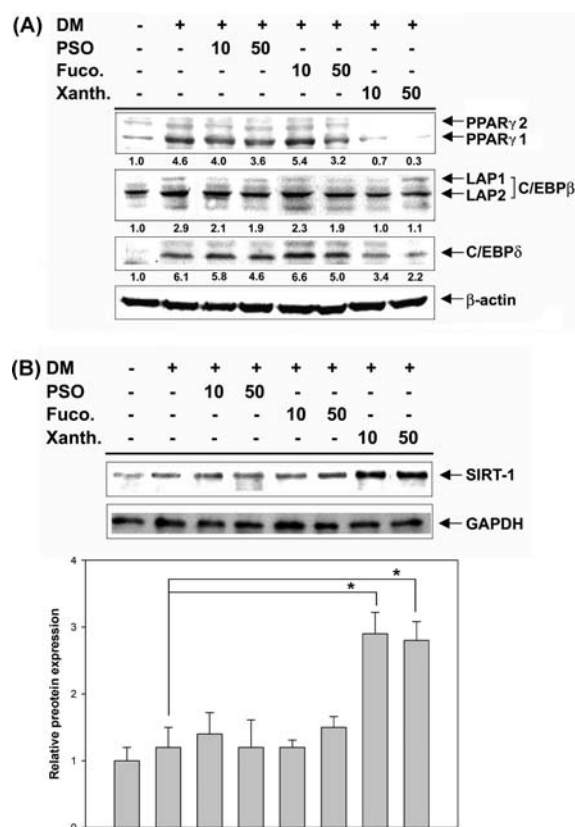 (A) DM - + + + + + + +
PSO - - 10 50 - - - -
Fuco. - - - - 10 50 - -
Xanth. - - - - - - 10 50
PPARγ2
PPARγ1
1.0 4.6 4.0 3.6 5.4 3.2 0.7 0.3
LAP1
LAP2
C/EBPβ
1.0 2.9 2.1 1.9 2.3 1.9 1.0 1.1
C/EBPδ
1.0 6.1 5.8 4.6 6.6 5.0 3.4 2.2
β-actin
(B) DM - + + + + + + +
PSO - - 10 50 - - - -
Fuco. - - - - 10 50 - -
Xanth. - - - - - - 10 50
SIRT-1
GAPDH
4
* *
3
2
1
0
Relative preotein expression